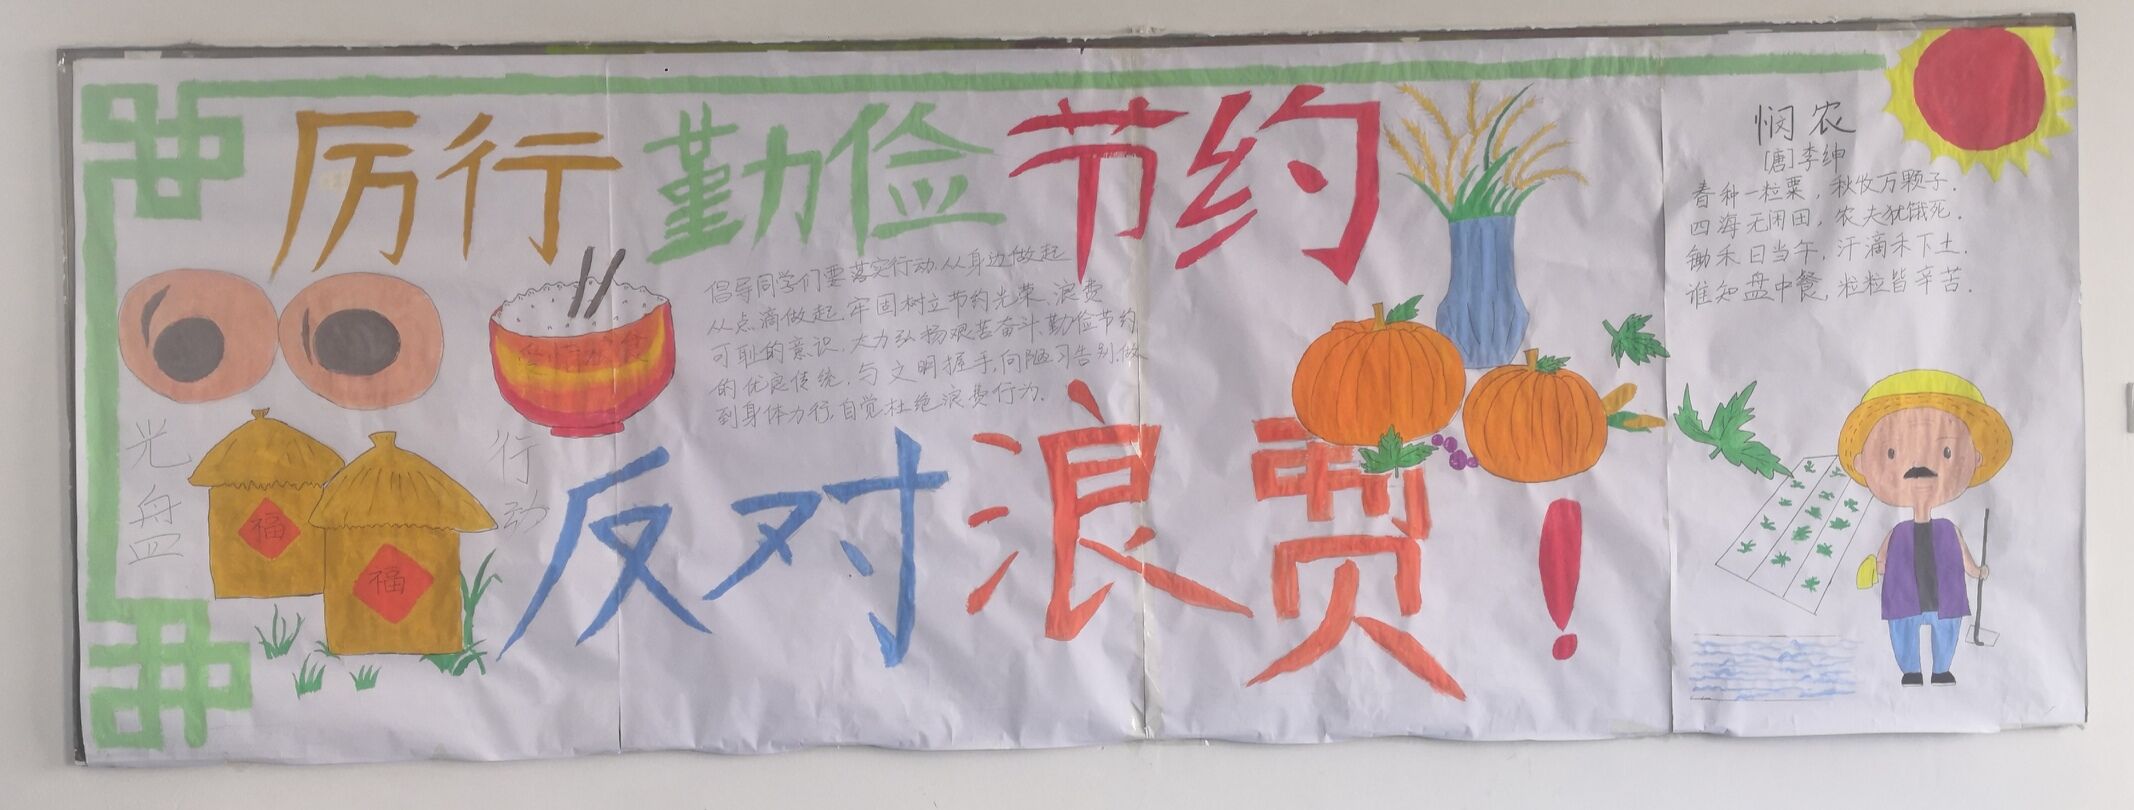 厉行勤俭节约
反对浪费！
光盘
行动
爱惜粮食
福
福
倡导同学们要落实行动.从身边做起
从点滴做起.牢固树立节约光荣、浪费
可耻的意识.大力弘扬艰苦奋斗.勤俭节约
的优良传统.与文明握手,向陋习告别.做
到身体力行.自觉杜绝浪费行为.
悯农
[唐]李绅
春种一粒粟，秋收万颗子.
四海无闲田，农夫犹饿死.
锄禾日当午，汗滴禾下土.
谁知盘中餐，粒粒皆辛苦.